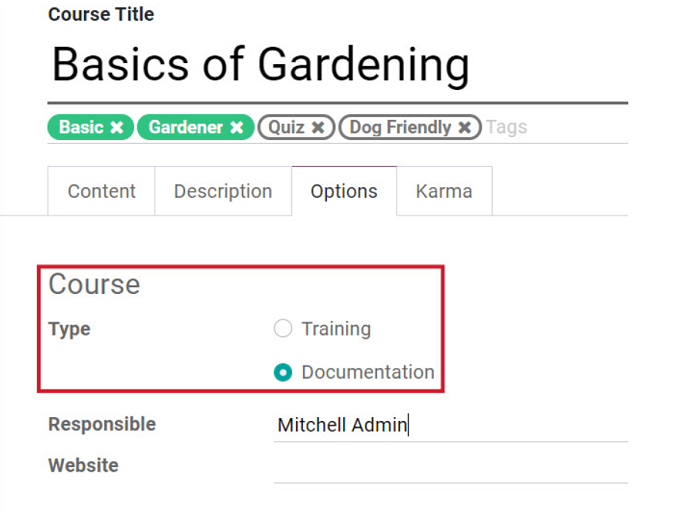 Course Title
Basics of Gardening
Basic ✖ Gardener ✖ Quiz ✖ Dog Friendly ✖ Tags
Content Description Options Karma
Course
Type Training
Documentation
Responsible Mitchell Admin
Website